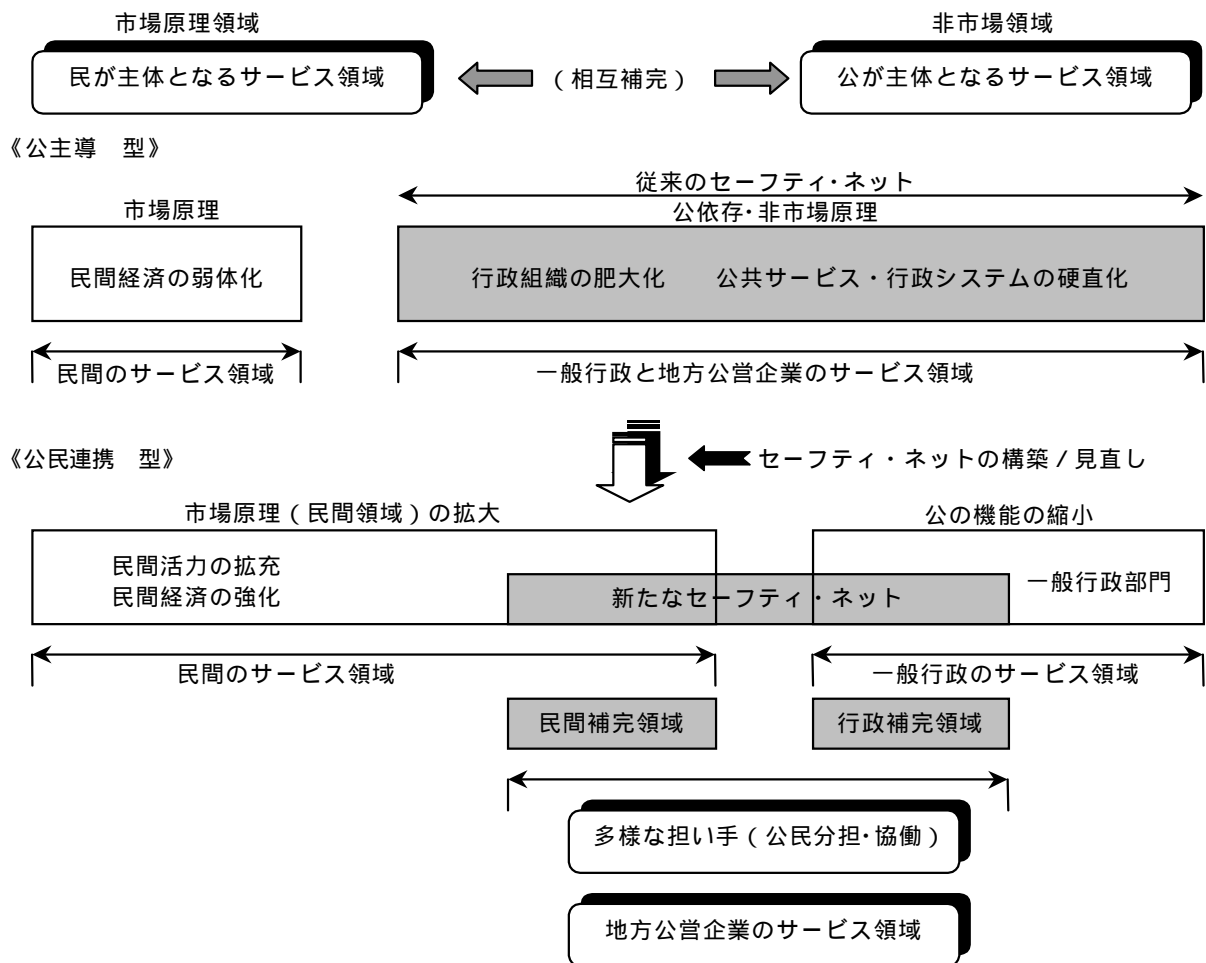 市場原理領域
非市場領域
民が主体となるサービス領域
（相互補完）
公が主体となるサービス領域
《公主導　型》
従来のセーフティ・ネット
市場原理
公依存・非市場原理
民間経済の弱体化
行政組織の肥大化　　公共サービス・行政システムの硬直化
民間のサービス領域
一般行政と地方公営企業のサービス領域
《公民連携　型》
セーフティ・ネットの構築／見直し
市場原理（民間領域）の拡大
公の機能の縮小
民間活力の拡充
民間経済の強化
新たなセーフティ・ネット
一般行政部門
民間のサービス領域
一般行政のサービス領域
民間補完領域
行政補完領域
多様な担い手（公民分担・協働）
地方公営企業のサービス領域